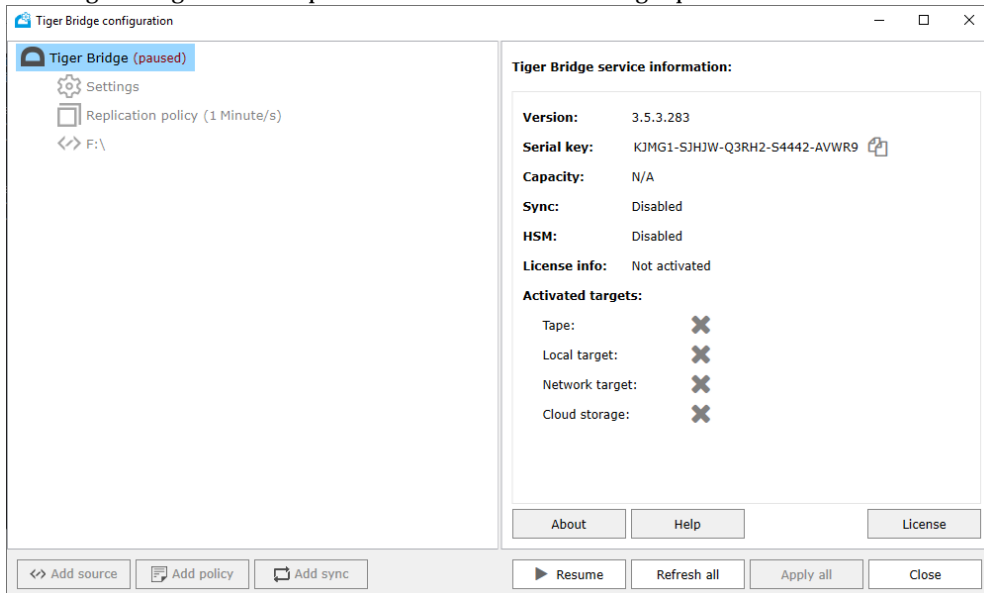 Tiger Bridge configuration
Tiger Bridge (paused)
Settings
Replication policy (1 Minute/s)
F:\
Tiger Bridge service information:
Version: 3.5.3.283
Serial key: KJMG1-SJHJW-Q3RH2-S4442-AVWR9
Capacity: N/A
Sync: Disabled
HSM: Disabled
License info: Not activated
Activated targets:
Tape:
Local target:
Network target:
Cloud storage:
About Help License
Add source Add policy Add sync Resume Refresh all Apply all Close